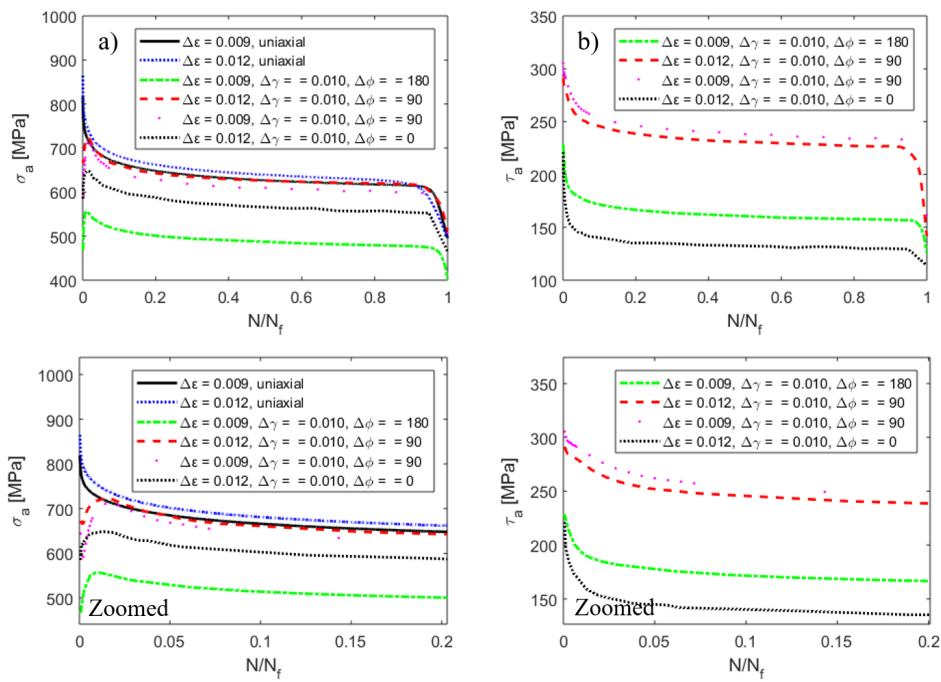 a)
1000
900
800
700
600
500
400
σa [MPa]
0 0.2 0.4 0.6 0.8 1
N/Nf
Δε = 0.009, uniaxial
Δε = 0.012, uniaxial
Δε = 0.009, Δγ = = 0.010, Δϕ = = 180
Δε = 0.012, Δγ = = 0.010, Δϕ = = 90
Δε = 0.009, Δγ = = 0.010, Δϕ = = 90
Δε = 0.012, Δγ = = 0.010, Δϕ = = 0
b)
350
300
250
200
150
100
τa [MPa]
0 0.2 0.4 0.6 0.8 1
N/Nf
Δε = 0.009, Δγ = = 0.010, Δϕ = = 180
Δε = 0.012, Δγ = = 0.010, Δϕ = = 90
Δε = 0.009, Δγ = = 0.010, Δϕ = = 90
Δε = 0.012, Δγ = = 0.010, Δϕ = = 0
1000
900
800
700
600
500
σa [MPa]
0 0.05 0.1 0.15 0.2
N/Nf
Δε = 0.009, uniaxial
Δε = 0.012, uniaxial
Δε = 0.009, Δγ = = 0.010, Δϕ = = 180
Δε = 0.012, Δγ = = 0.010, Δϕ = = 90
Δε = 0.009, Δγ = = 0.010, Δϕ = = 90
Δε = 0.012, Δγ = = 0.010, Δϕ = = 0
Zoomed
350
300
250
200
150
τa [MPa]
0 0.05 0.1 0.15 0.2
N/Nf
Δε = 0.009, Δγ = = 0.010, Δϕ = = 180
Δε = 0.012, Δγ = = 0.010, Δϕ = = 90
Δε = 0.009, Δγ = = 0.010, Δϕ = = 90
Δε = 0.012, Δγ = = 0.010, Δϕ = = 0
Zoomed